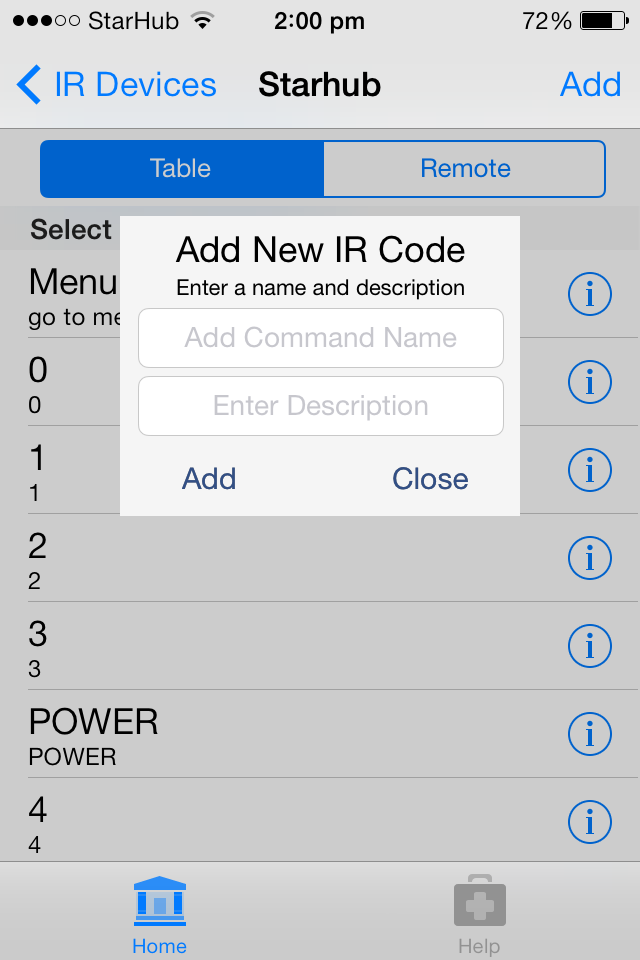 StarHub 2:00 pm 72%
IR Devices Starhub Add
Table Remote
Select
Add New IR Code
Enter a name and description
Add Command Name
Enter Description
Add Close
Menu
go to me
0
0
1
1
2
2
3
3
POWER
POWER
4
4
Home Help